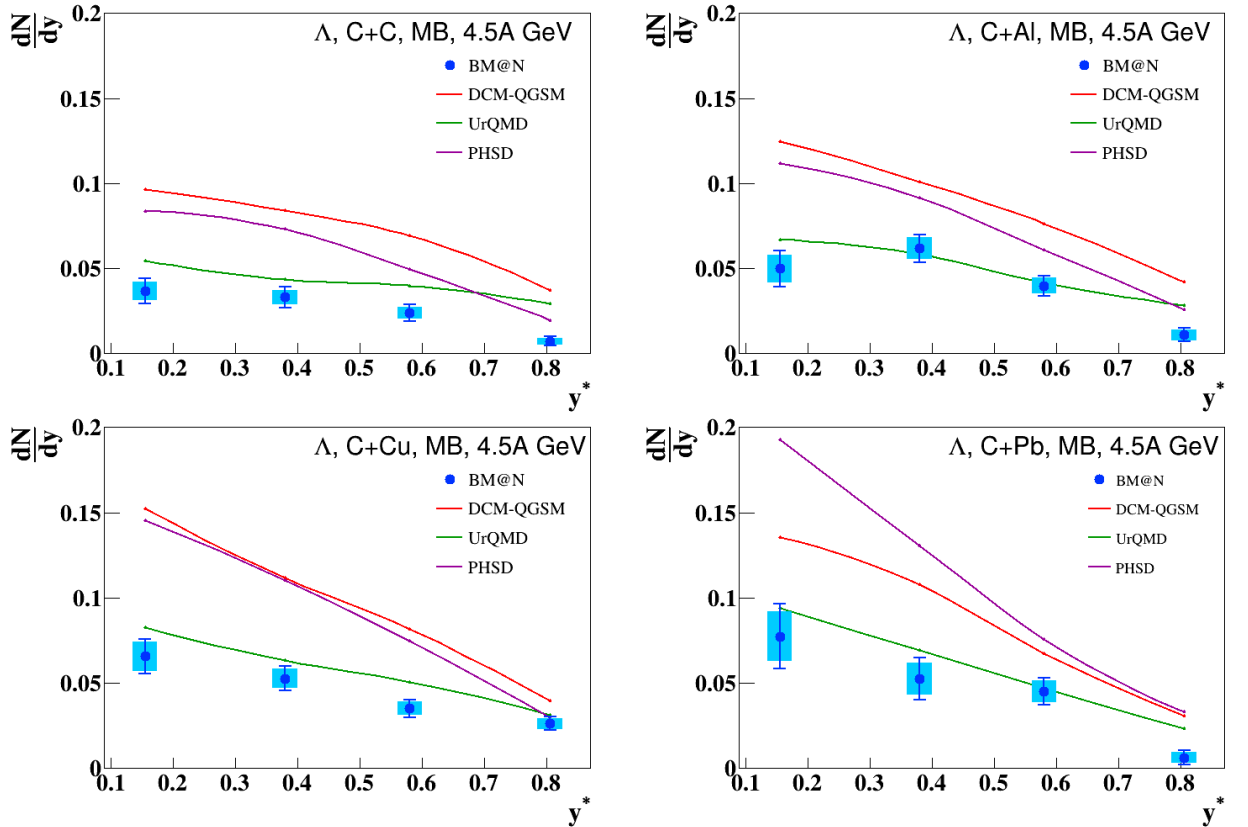 dN
dy
0.2
0.15
0.1
0.05
0
Λ, C+C, MB, 4.5A GeV
BM@N
DCM-QGSM
UrQMD
PHSD
0.1 0.2 0.3 0.4 0.5 0.6 0.7 0.8
y*
dN
dy
0.2
0.15
0.1
0.05
0
Λ, C+Al, MB, 4.5A GeV
BM@N
DCM-QGSM
UrQMD
PHSD
0.1 0.2 0.3 0.4 0.5 0.6 0.7 0.8
y*
dN
dy
0.2
0.15
0.1
0.05
0
Λ, C+Cu, MB, 4.5A GeV
BM@N
DCM-QGSM
UrQMD
PHSD
0.1 0.2 0.3 0.4 0.5 0.6 0.7 0.8
y*
dN
dy
0.2
0.15
0.1
0.05
0
Λ, C+Pb, MB, 4.5A GeV
BM@N
DCM-QGSM
UrQMD
PHSD
0.1 0.2 0.3 0.4 0.5 0.6 0.7 0.8
y*